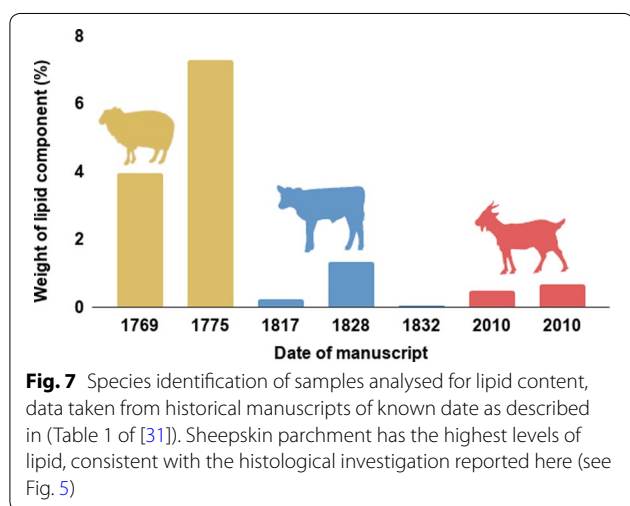 8
6
4
2
0
Weight of lipid component (%)
1769 1775 1817 1828 1832 2010 2010
Date of manuscript
Fig. 7 Species identification of samples analysed for lipid content,
data taken from historical manuscripts of known date as described
in (Table 1 of [31]). Sheepskin parchment has the highest levels of
lipid, consistent with the histological investigation reported here (see
Fig. 5)